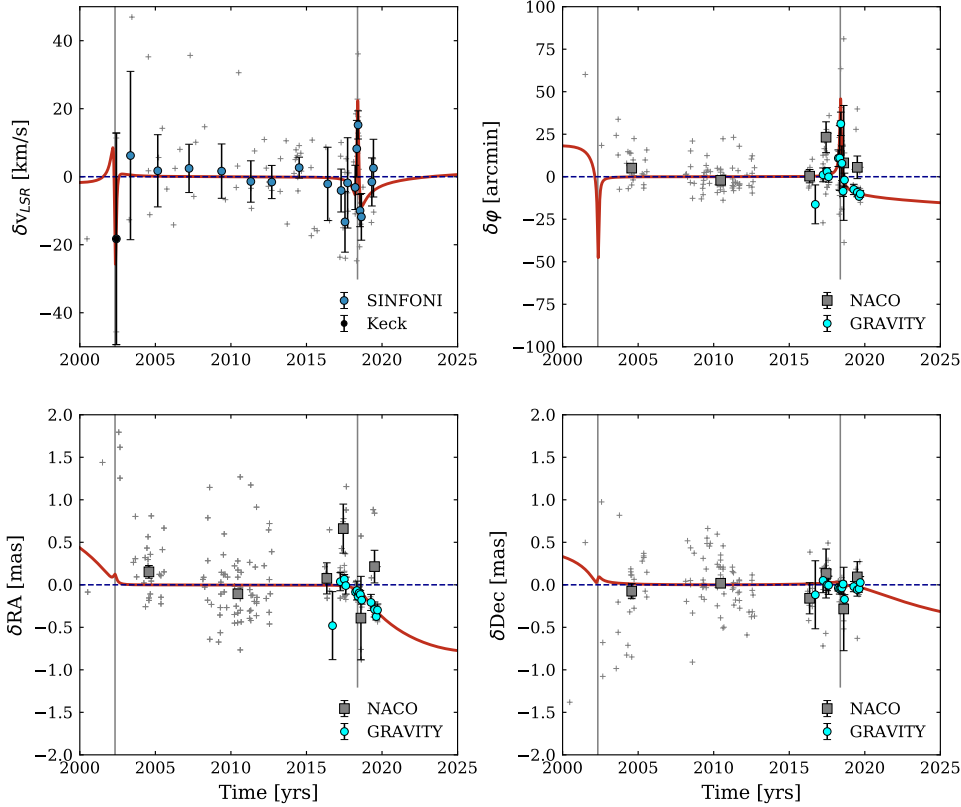 δv_LSR [km/s]
40
20
0
−20
−40
SINFONI
Keck
2000 2005 2010 2015 2020 2025
δφ [arcmin]
100
75
50
25
0
−25
−50
−75
−100
NACO
GRAVITY
2000 2005 2010 2015 2020 2025
δRA [mas]
2.0
1.5
1.0
0.5
0.0
−0.5
−1.0
−1.5
−2.0
NACO
GRAVITY
2000 2005 2010 2015 2020 2025
Time [yrs]
δDec [mas]
2.0
1.5
1.0
0.5
0.0
−0.5
−1.0
−1.5
−2.0
NACO
GRAVITY
2000 2005 2010 2015 2020 2025
Time [yrs]